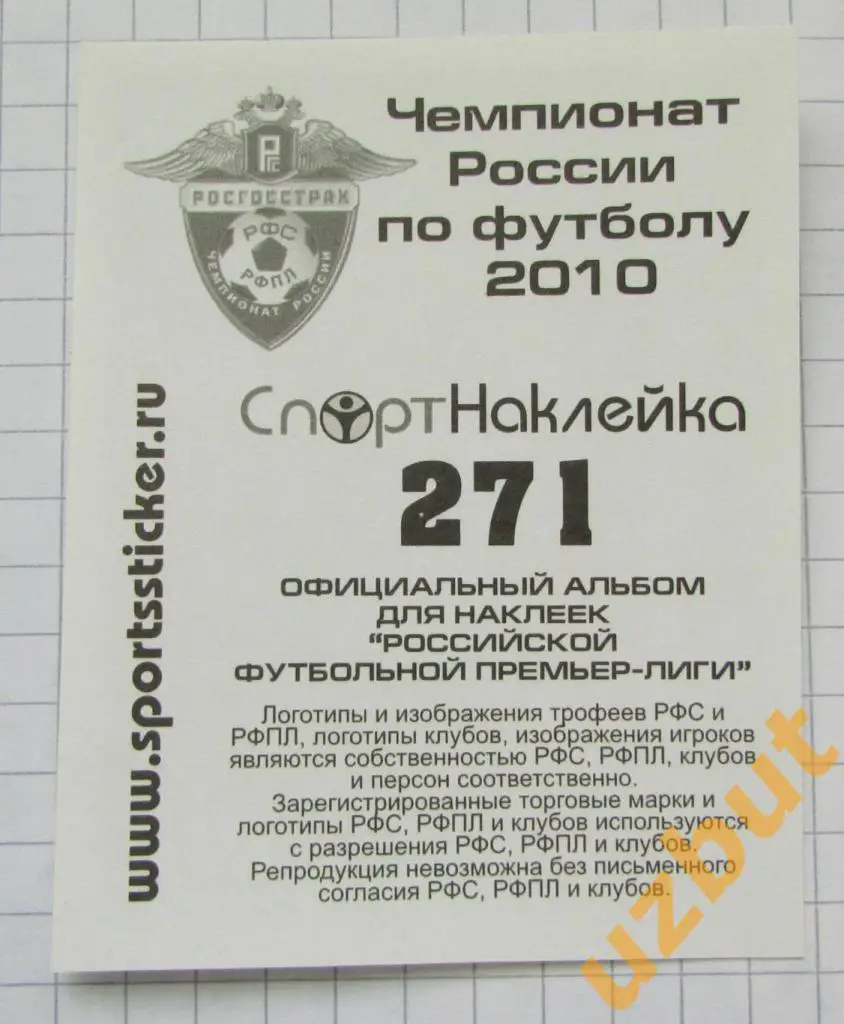 Чемпионат
России
по футболу
2010
РГС
РОСГОССТРАХ
РФС
РФПЛ
ЧЕМПИОНАТ РОССИИ
www.sportssticker.ru
СпортНаклейка
271
ОФИЦИАЛЬНЫЙ АЛЬБОМ
ДЛЯ НАКЛЕЕК
“РОССИЙСКОЙ
ФУТБОЛЬНОЙ ПРЕМЬЕР-ЛИГИ”
Логотипы и изображения трофеев РФС и
РФПЛ, логотипы клубов, изображения игроков
являются собственностью РФС, РФПЛ, клубов
и персон соответственно.
Зарегистрированные торговые марки и
логотипы РФС, РФПЛ и клубов используются
с разрешения РФС, РФПЛ и клубов.
Репродукция невозможна без письменного
согласия РФС, РФПЛ и клубов.
uzbut